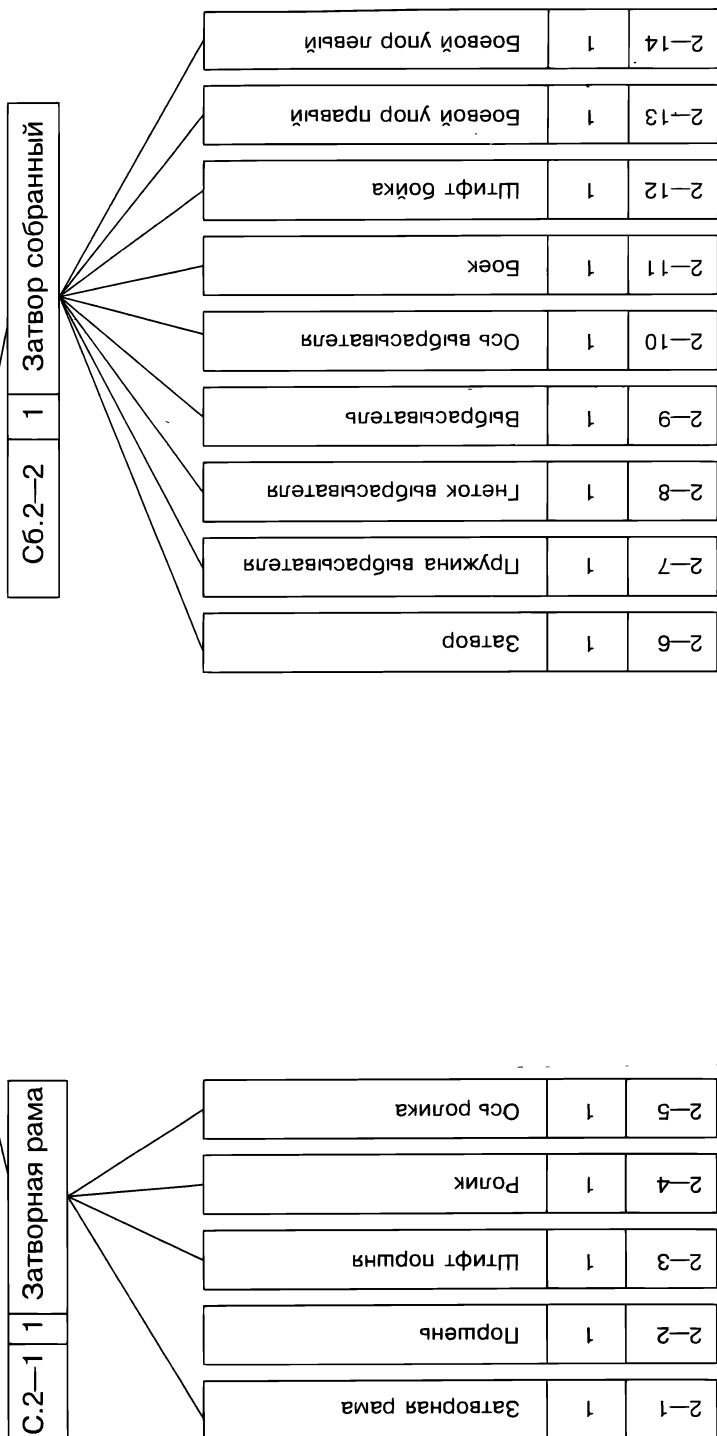 Сб.2—2 1 Затвор собранный
2—6 1 Затвор
2—7 1 Пружина выбрасывателя
2—8 1 Гнеток выбрасывателя
2—9 1 Выбрасыватель
2—10 1 Ось выбрасывателя
2—11 1 Боек
2—12 1 Штифт бойка
2—13 1 Боевой упор правый
2—14 1 Боевой упор левый
С.2—1 1 Затворная рама
2—1 1 Затворная рама
2—2 1 Поршень
2—3 1 Штифт поршня
2—4 1 Ролик
2—5 1 Ось ролика